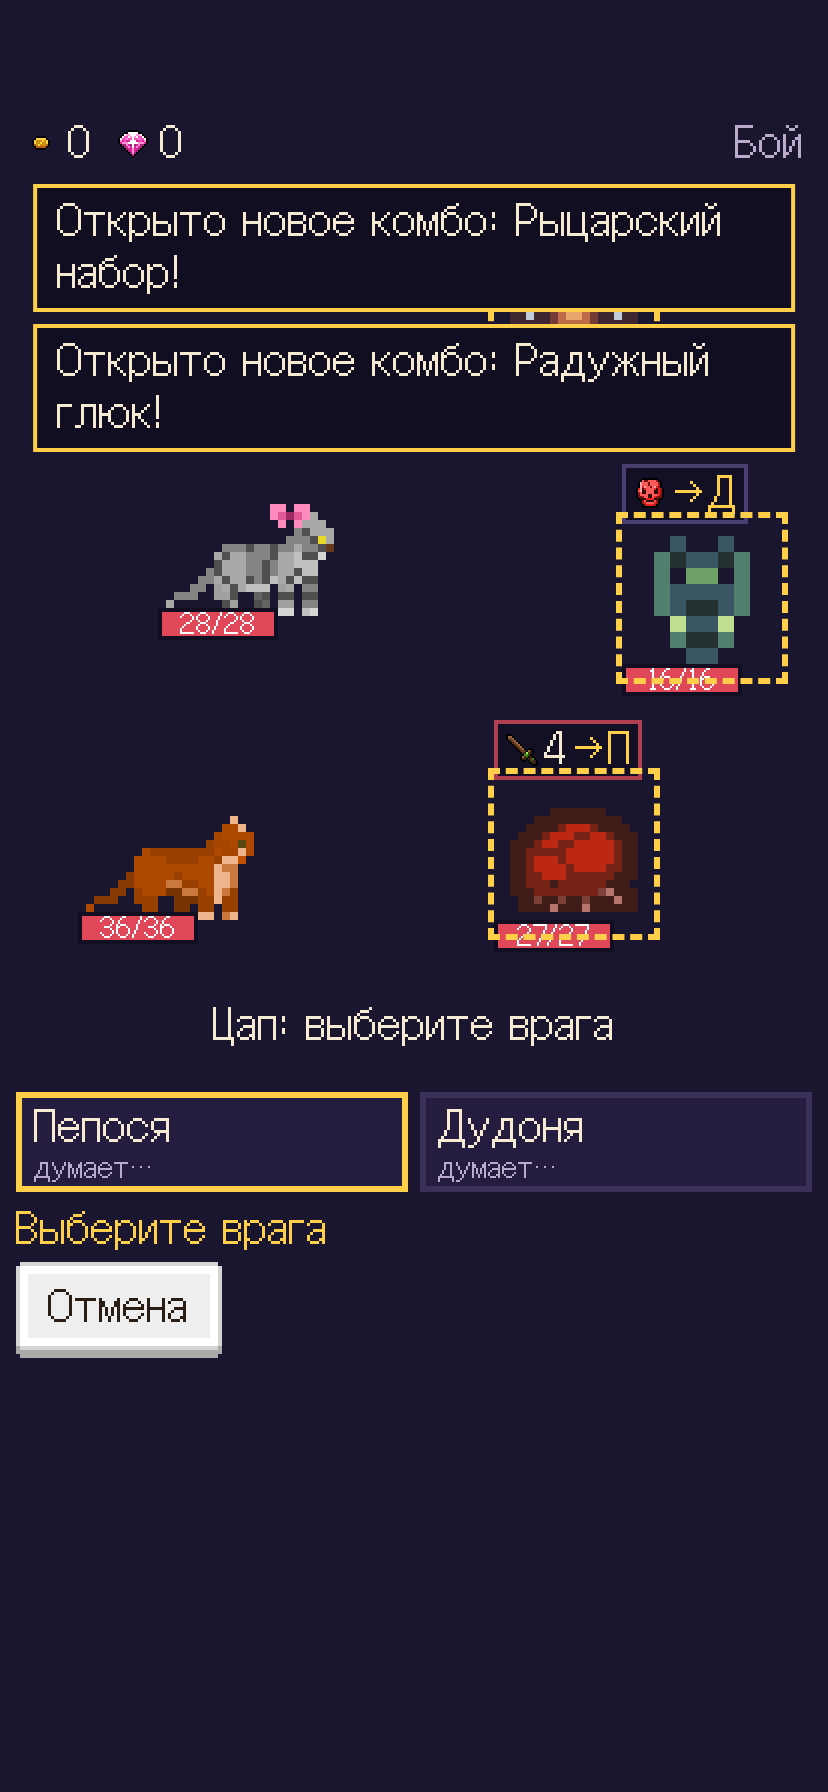 0 0 Бой
Открыто новое комбо: Рыцарский
набор!
Открыто новое комбо: Радужный
глюк!
→Д
28/28
16/16
4→П
36/36
27/27
Цап: выберите врага
Пепося
думает...
Дудоня
думает...
Выберите врага
Отмена